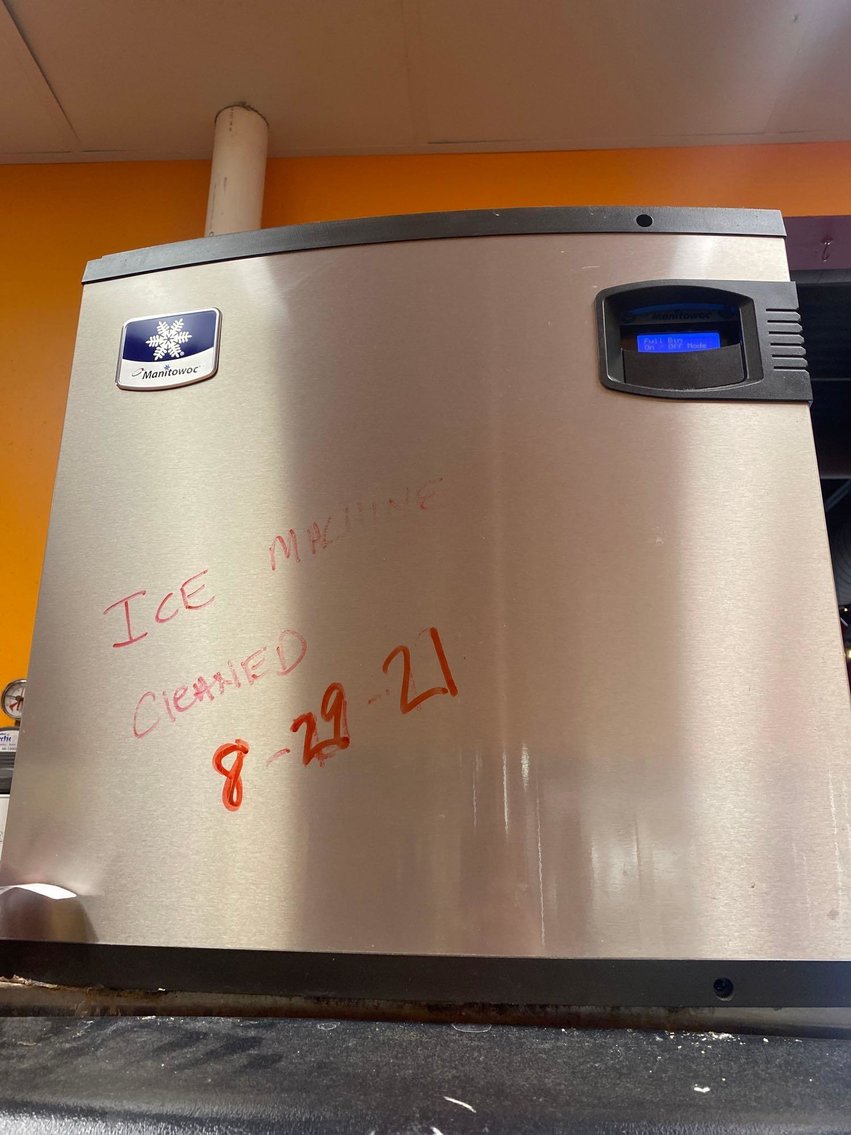 Manitowoc
Manitowoc
Full Bin
On - Off Mode
ICE MACHINE
CLEANED
8-29-21